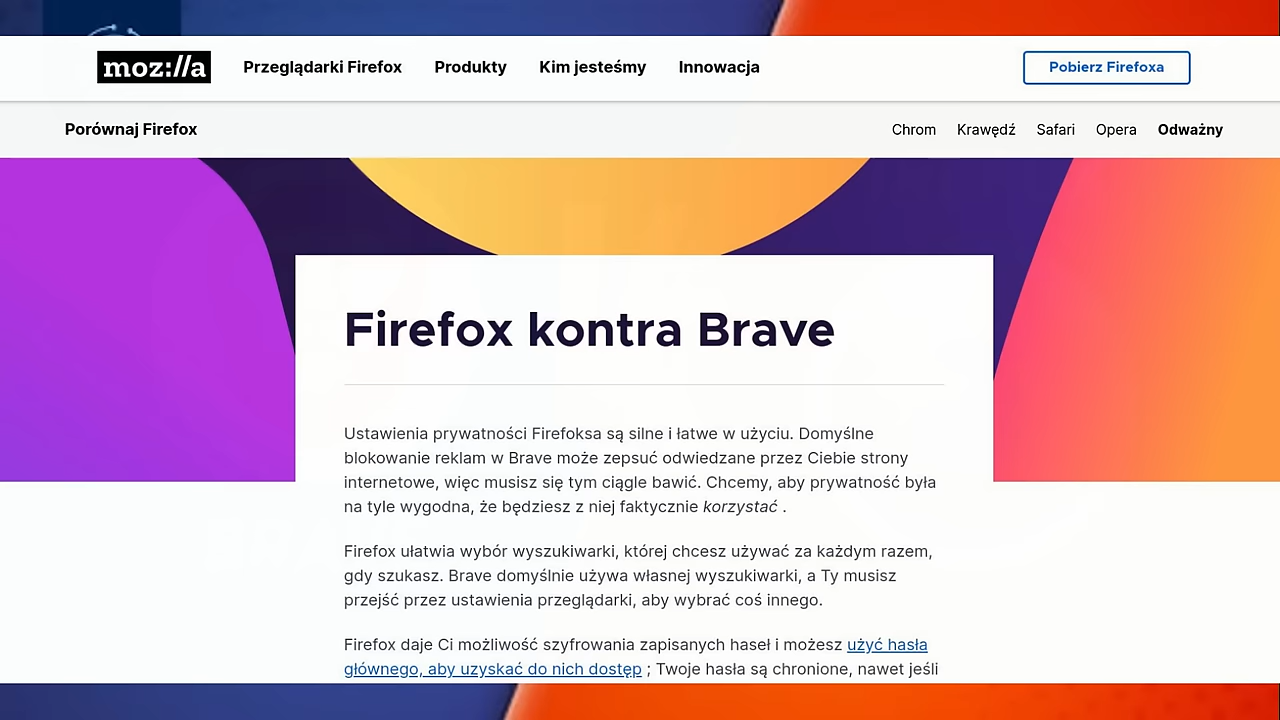 moz://a
Przeglądarki Firefox
Produkty
Kim jesteśmy
Innowacja
Pobierz Firefoxa
Porównaj Firefox
Chrom
Krawędź
Safari
Opera
Odważny
Firefox kontra Brave
Ustawienia prywatności Firefoksa są silne i łatwe w użyciu. Domyślne
blokowanie reklam w Brave może zepsuć odwiedzane przez Ciebie strony
internetowe, więc musisz się tym ciągle bawić. Chcemy, aby prywatność była
na tyle wygodna, że będziesz z niej faktycznie korzystać .
Firefox ułatwia wybór wyszukiwarki, której chcesz używać za każdym razem,
gdy szukasz. Brave domyślnie używa własnej wyszukiwarki, a Ty musisz
przejść przez ustawienia przeglądarki, aby wybrać coś innego.
Firefox daje Ci możliwość szyfrowania zapisanych haseł i możesz użyć hasła
głównego, aby uzyskać do nich dostęp ; Twoje hasła są chronione, nawet jeśli